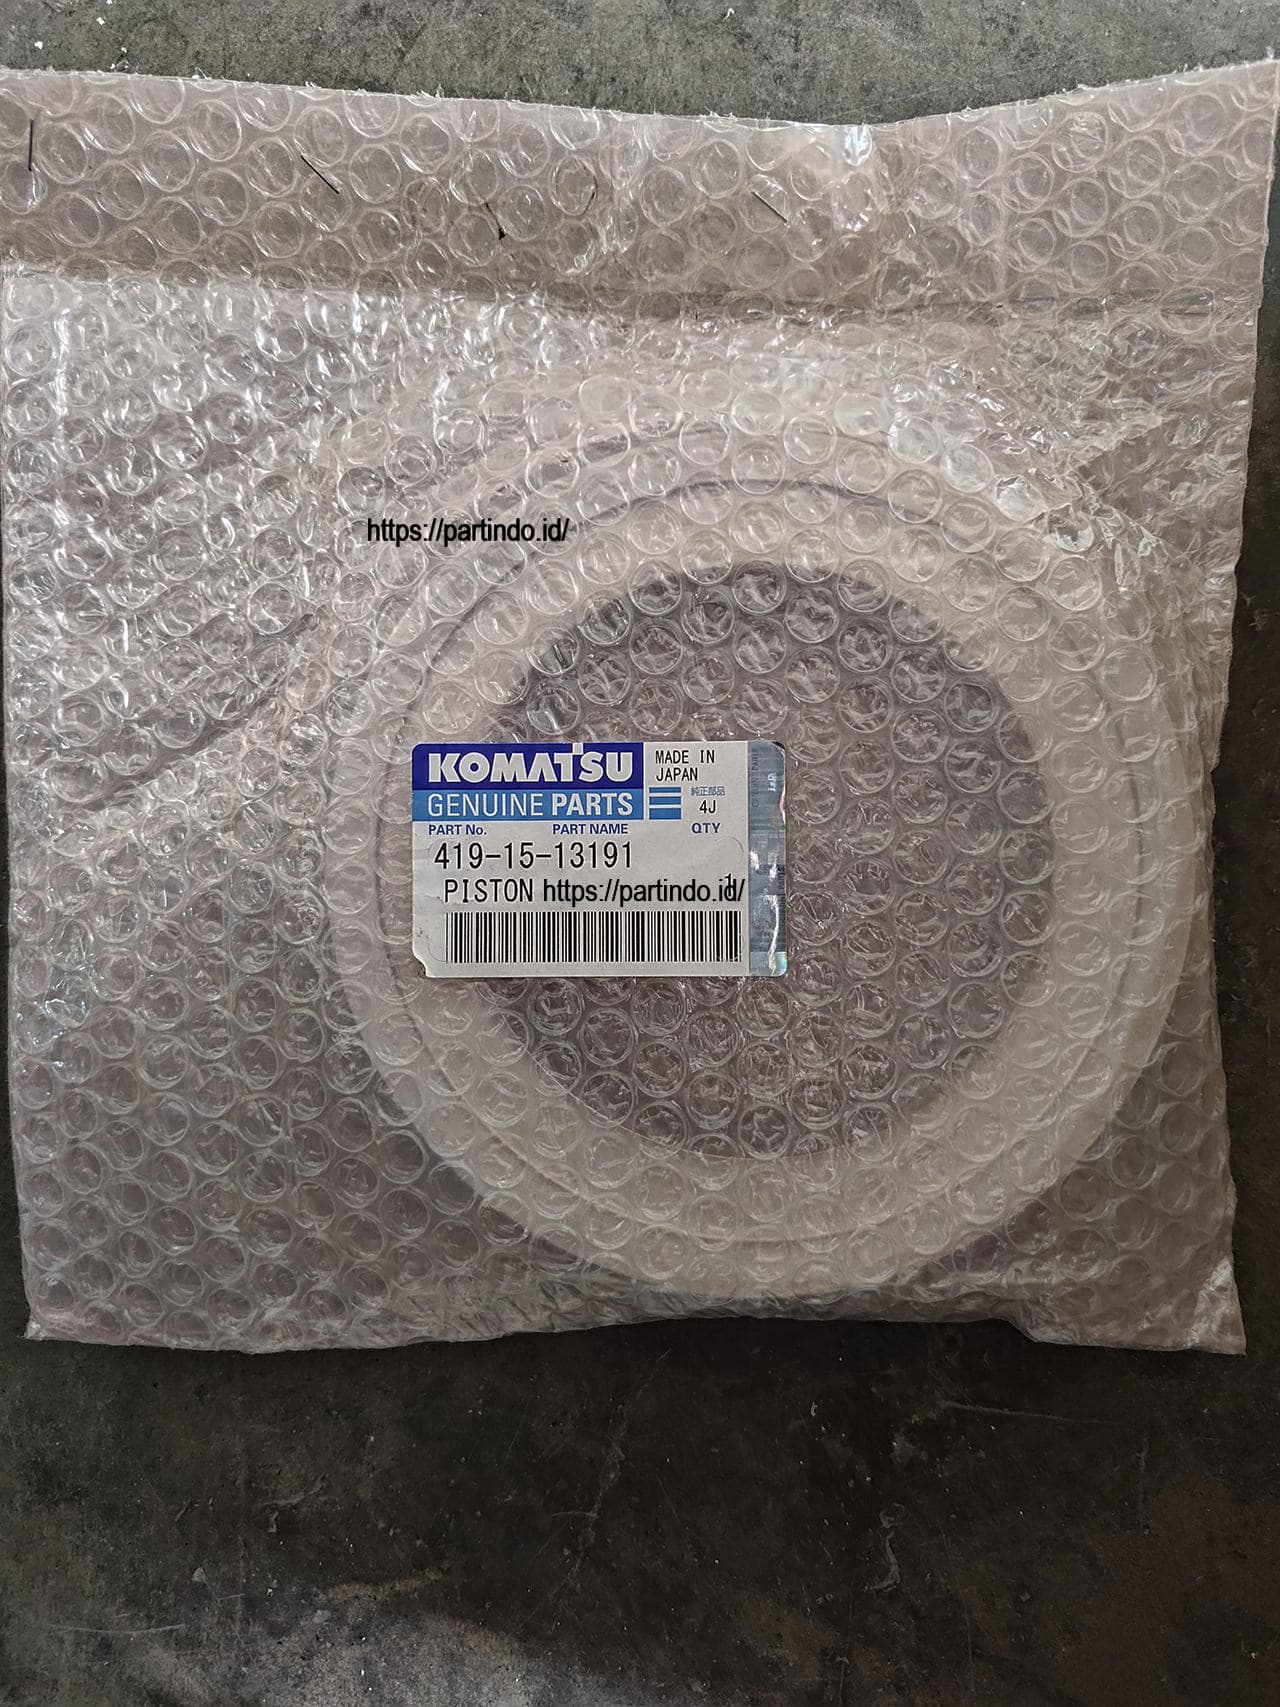 https://partindo.id/
KOMATSU
GENUINE PARTS
MADE IN
JAPAN
純正部品
4J
PART No. PART NAME QTY
419-15-13191
PISTON https://partindo.id/ 1